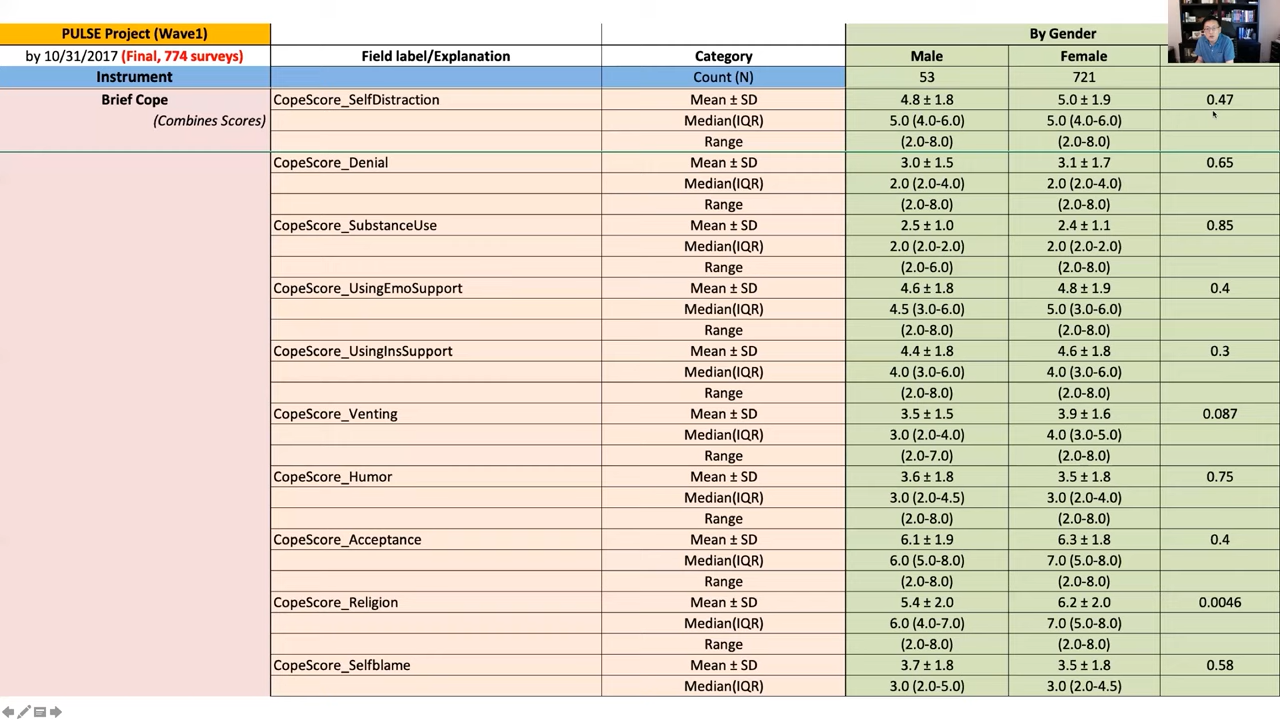 PULSE Project (Wave1) By Gender
by 10/31/2017 (Final, 774 surveys) Field label/Explanation Category Male Female
Instrument Count (N) 53 721
Brief Cope CopeScore_SelfDistraction Mean ± SD 4.8 ± 1.8 5.0 ± 1.9 0.47
(Combines Scores) Median(IQR) 5.0 (4.0-6.0) 5.0 (4.0-6.0)
Range (2.0-8.0) (2.0-8.0)
CopeScore_Denial Mean ± SD 3.0 ± 1.5 3.1 ± 1.7 0.65
Median(IQR) 2.0 (2.0-4.0) 2.0 (2.0-4.0)
Range (2.0-8.0) (2.0-8.0)
CopeScore_SubstanceUse Mean ± SD 2.5 ± 1.0 2.4 ± 1.1 0.85
Median(IQR) 2.0 (2.0-2.0) 2.0 (2.0-2.0)
Range (2.0-6.0) (2.0-8.0)
CopeScore_UsingEmoSupport Mean ± SD 4.6 ± 1.8 4.8 ± 1.9 0.4
Median(IQR) 4.5 (3.0-6.0) 5.0 (3.0-6.0)
Range (2.0-8.0) (2.0-8.0)
CopeScore_UsingInsSupport Mean ± SD 4.4 ± 1.8 4.6 ± 1.8 0.3
Median(IQR) 4.0 (3.0-6.0) 4.0 (3.0-6.0)
Range (2.0-8.0) (2.0-8.0)
CopeScore_Venting Mean ± SD 3.5 ± 1.5 3.9 ± 1.6 0.087
Median(IQR) 3.0 (2.0-4.0) 4.0 (3.0-5.0)
Range (2.0-7.0) (2.0-8.0)
CopeScore_Humor Mean ± SD 3.6 ± 1.8 3.5 ± 1.8 0.75
Median(IQR) 3.0 (2.0-4.5) 3.0 (2.0-4.0)
Range (2.0-8.0) (2.0-8.0)
CopeScore_Acceptance Mean ± SD 6.1 ± 1.9 6.3 ± 1.8 0.4
Median(IQR) 6.0 (5.0-8.0) 7.0 (5.0-8.0)
Range (2.0-8.0) (2.0-8.0)
CopeScore_Religion Mean ± SD 5.4 ± 2.0 6.2 ± 2.0 0.0046
Median(IQR) 6.0 (4.0-7.0) 7.0 (5.0-8.0)
Range (2.0-8.0) (2.0-8.0)
CopeScore_Selfblame Mean ± SD 3.7 ± 1.8 3.5 ± 1.8 0.58
Median(IQR) 3.0 (2.0-5.0) 3.0 (2.0-4.5)